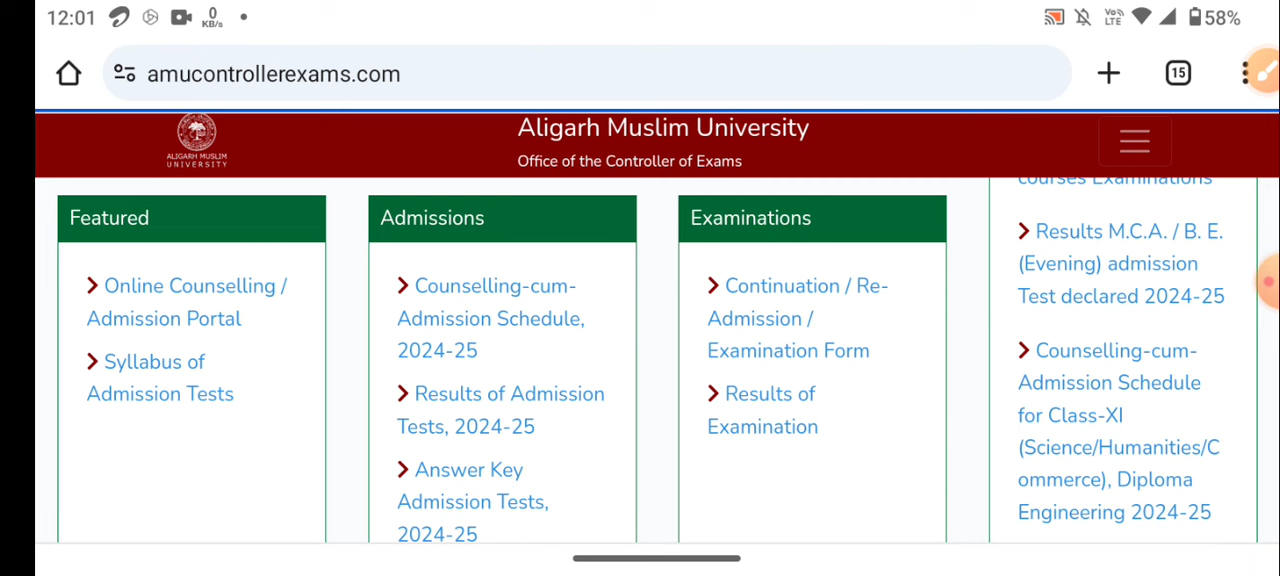 12:01
0
KB/s
Vo))
LTE
58%
amucontrollerexams.com
15
ALIGARH MUSLIM
UNIVERSITY
Aligarh Muslim University
Office of the Controller of Exams
Featured
Online Counselling /
Admission Portal
Syllabus of
Admission Tests
Admissions
Counselling-cum-
Admission Schedule,
2024-25
Results of Admission
Tests, 2024-25
Answer Key
Admission Tests,
2024-25
Examinations
Continuation / Re-
Admission /
Examination Form
Results of
Examination
courses Examinations
Results M.C.A. / B. E.
(Evening) admission
Test declared 2024-25
Counselling-cum-
Admission Schedule
for Class-XI
(Science/Humanities/C
ommerce), Diploma
Engineering 2024-25